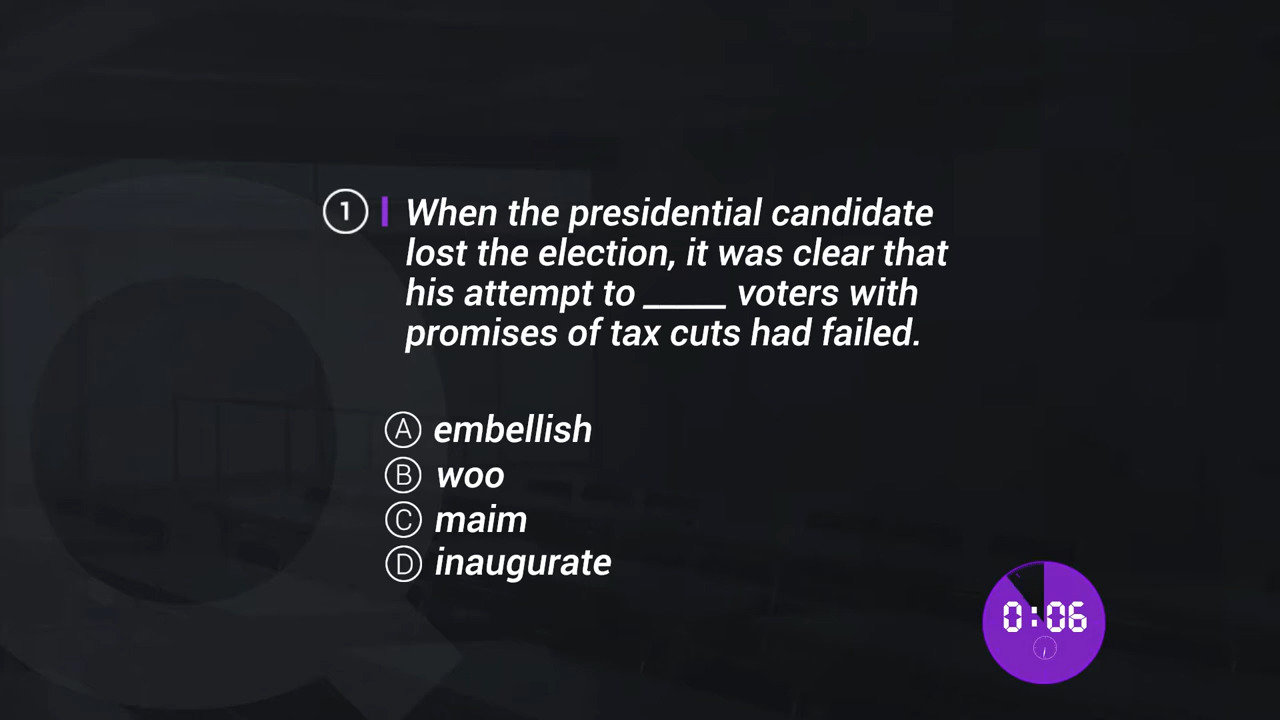 1 When the presidential candidate
lost the election, it was clear that
his attempt to _____ voters with
promises of tax cuts had failed.
A embellish
B woo
C maim
D inaugurate
0:06